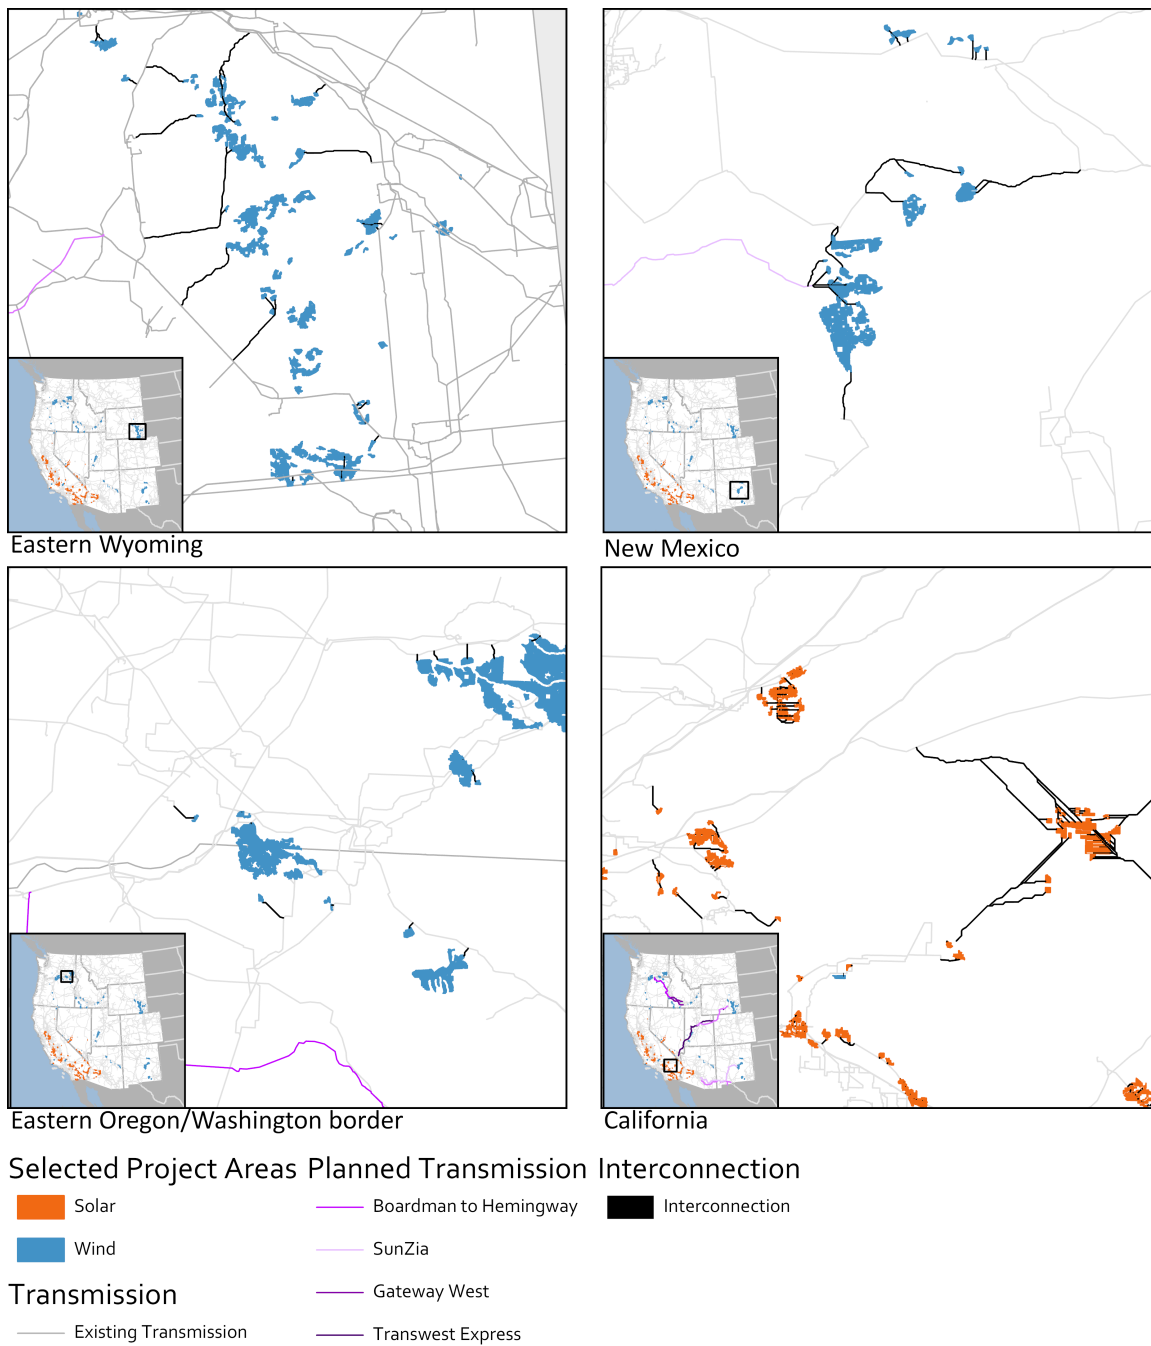 Eastern Wyoming
New Mexico
Eastern Oregon/Washington border
California
Selected Project Areas
Solar
Wind
Transmission
Existing Transmission
Planned Transmission
Boardman to Hemingway
SunZia
Gateway West
Transwest Express
Interconnection
Interconnection